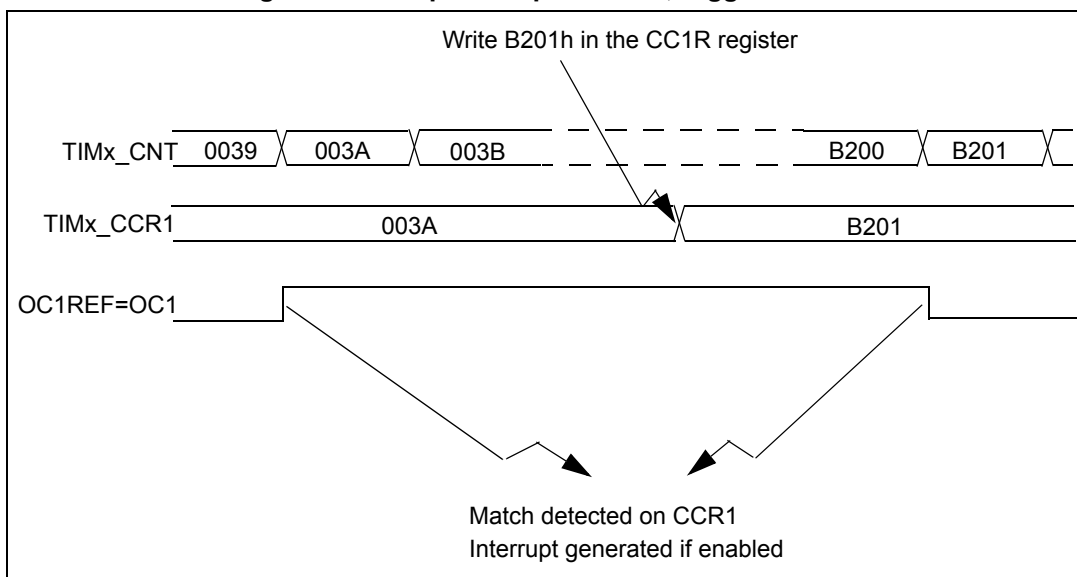 Write B201h in the CC1R register
TIMx_CNT 0039 003A 003B B200 B201
TIMx_CCR1 003A B201
OC1REF=OC1
Match detected on CCR1
Interrupt generated if enabled